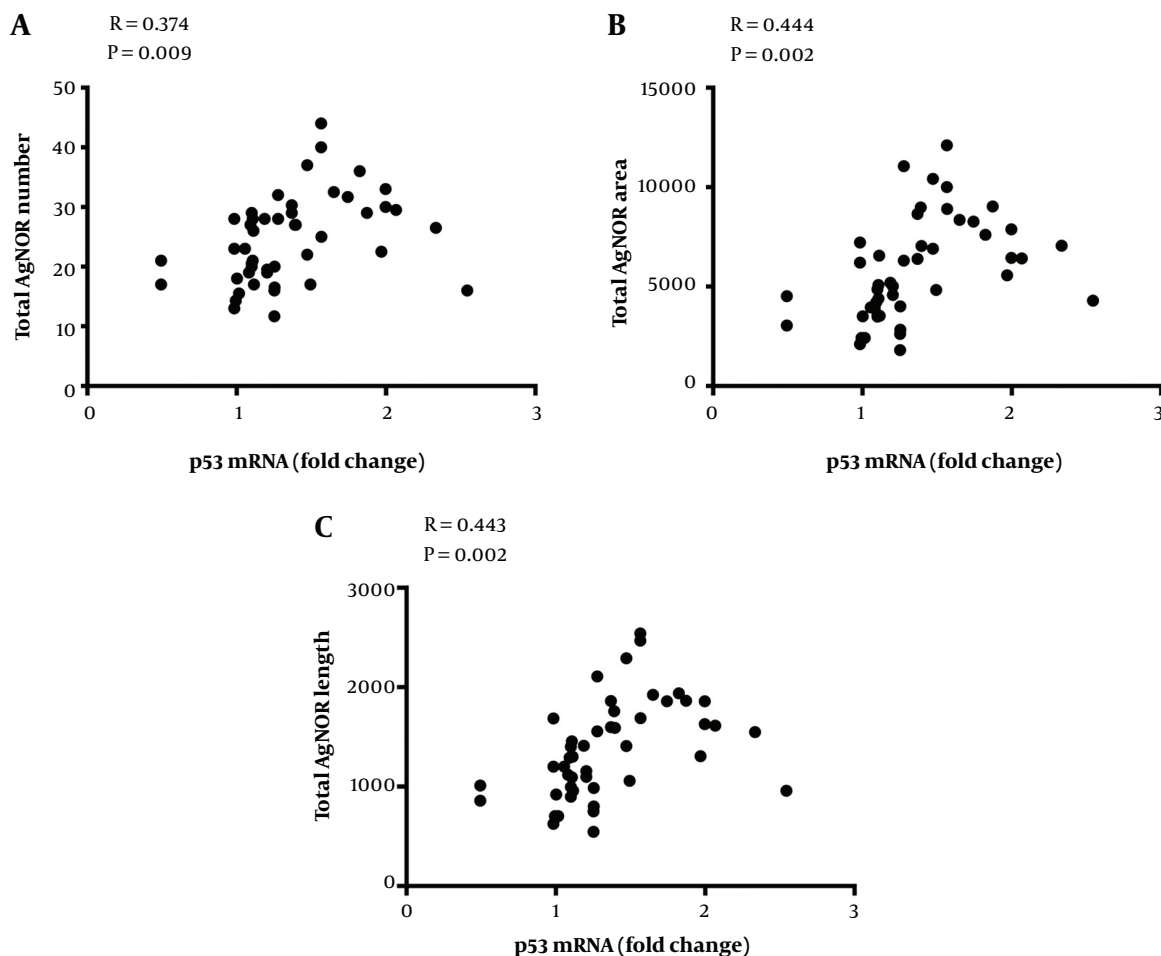 A
R = 0.374
P = 0.009
50
40
30
20
10
0
Total AgNOR number
0 1 2 3
p53 mRNA (fold change)
B
R = 0.444
P = 0.002
15000
10000
5000
0
Total AgNOR area
0 1 2 3
p53 mRNA (fold change)
C
R = 0.443
P = 0.002
3000
2000
1000
0
Total AgNOR length
0 1 2 3
p53 mRNA (fold change)